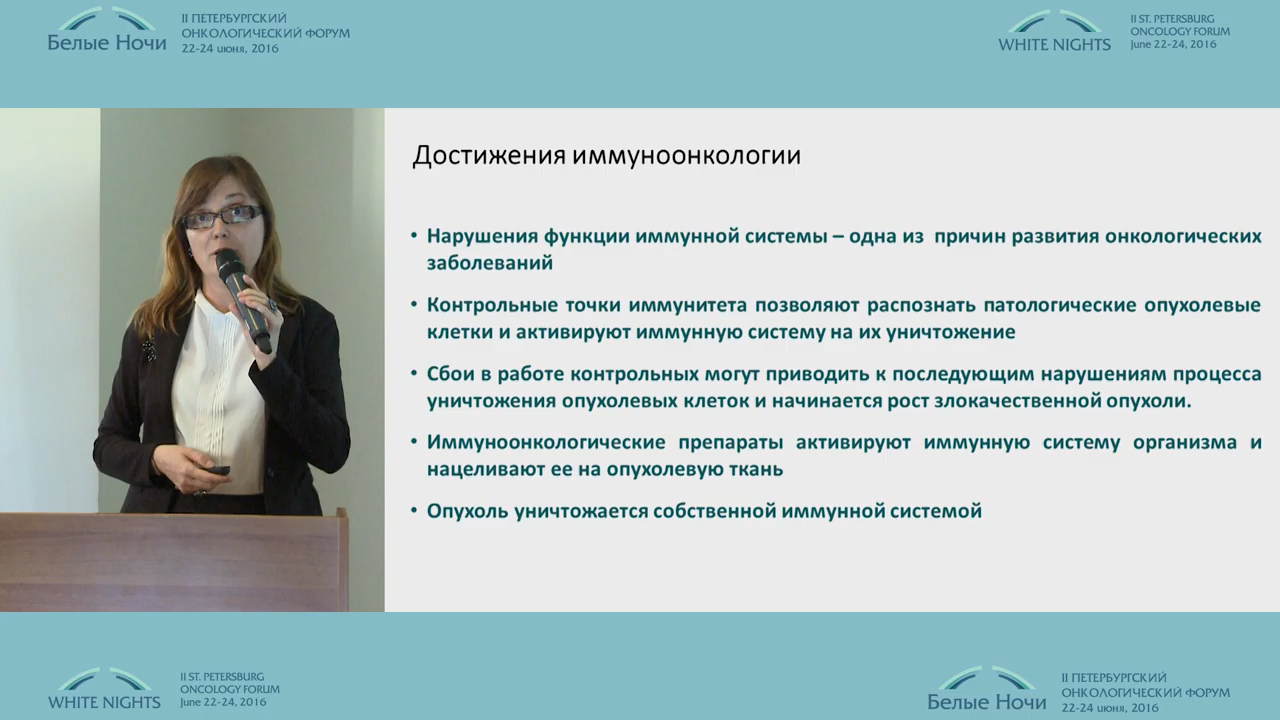 Белые Ночи
II ПЕТЕРБУРГСКИЙ
ОНКОЛОГИЧЕСКИЙ ФОРУМ
22-24 июня, 2016
WHITE NIGHTS
II ST. PETERSBURG
ONCOLOGY FORUM
June 22-24, 2016
Достижения иммуноонкологии
• Нарушения функции иммунной системы – одна из причин развития онкологических
заболеваний
• Контрольные точки иммунитета позволяют распознать патологические опухолевые
клетки и активируют иммунную систему на их уничтожение
• Сбои в работе контрольных могут приводить к последующим нарушениям процесса
уничтожения опухолевых клеток и начинается рост злокачественной опухоли.
• Иммуноонкологические препараты активируют иммунную систему организма и
нацеливают ее на опухолевую ткань
• Опухоль уничтожается собственной иммунной системой
WHITE NIGHTS
II ST. PETERSBURG
ONCOLOGY FORUM
June 22-24, 2016
Белые Ночи
II ПЕТЕРБУРГСКИЙ
ОНКОЛОГИЧЕСКИЙ ФОРУМ
22-24 июня, 2016